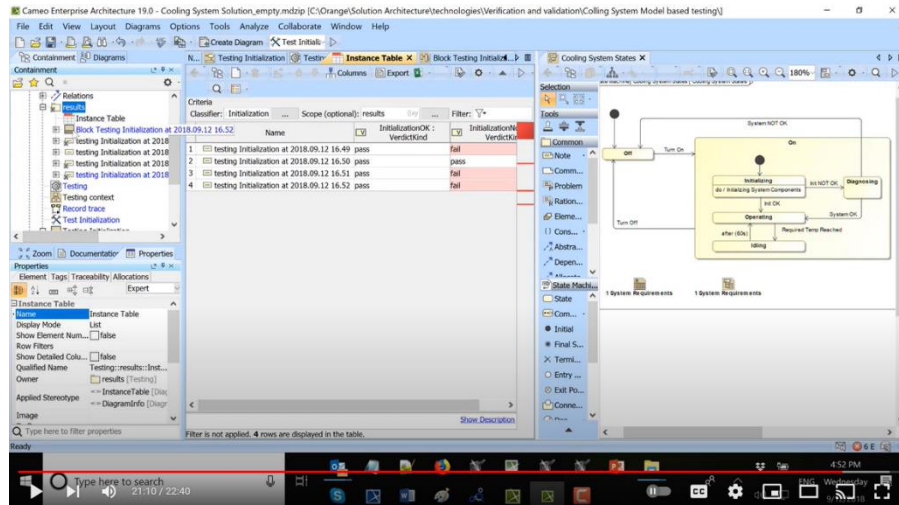 Cameo Enterprise Architecture 19.0 - Cooling System Solution_empty.mdzip [C:\Orange\Solution Architecture\technologies\Verification and validation\Colling System Model based testing\]
File Edit View Layout Diagrams Options Tools Analyze Collaborate Window Help
Create Diagram Test Initiali
Containment Diagrams
N... Testing Initialization Testin Instance Table X Block Testing Initializ
Cooling System States X
Containment
Columns Export
180%
Relations
results
Instance Table
Block Testing Initialization at 2018.09.12 16.52
testing Initialization at 2018
testing Initialization at 2018
testing Initialization at 2018
testing Initialization at 2018
Testing
Testing context
Record trace
Test Initialization
Criteria
Classifier: Initialization ... Scope (optional): results ... Filter:
Name InitializationOK : VerdictKind InitializationNo VerdictKin
1 testing Initialization at 2018.09.12 16.49 pass fail
2 testing Initialization at 2018.09.12 16.50 pass pass
3 testing Initialization at 2018.09.12 16.51 pass fail
4 testing Initialization at 2018.09.12 16.52 pass fail
Zoom Documentation Properties
Properties
Element Tags Traceability Allocations
Expert
Instance Table
Name Instance Table
Display Mode List
Show Element Num... false
Row Filters
Show Detailed Colu... false
Qualified Name Testing::results::Inst...
Owner results [Testing]
Applied Stereotype InstanceTable [Diag
DiagramInfo [Diagr
Image
Type here to filter properties
Show Description
Filter is not applied. 4 rows are displayed in the table.
Ready
Selection
Tools
Common
Note
Comm...
Problem
Ration...
Eleme...
Cons...
Abstra...
Depen...
State Machi...
State
Com...
Initial
Final S...
Termi...
Entry ...
Exit Po...
Conne...
System NOT OK
Off
Turn On
On
Initializing
do / Initializing System Components
Init NOT OK
Diagnosing
Init OK
Operating
System OK
Turn Off
after (60s)
Required Temp Reached
Idling
1 System Requirements
1 System Requirements
6 E
Type here to search
21:10 / 22:40
CC
ENG
4:52 PM
Wednesday